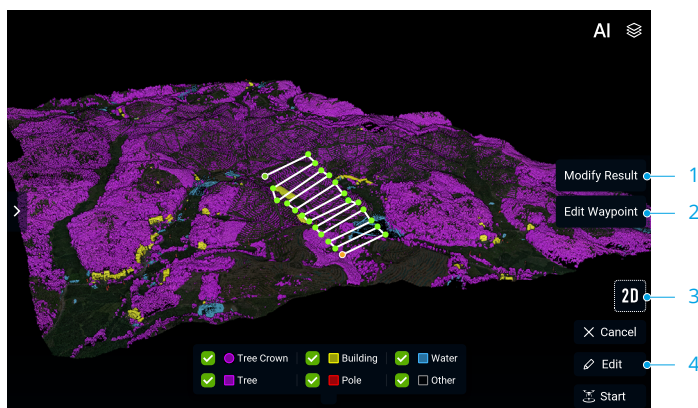 AI
Modify Result 1
Edit Waypoint 2
2D 3
Cancel
Edit 4
Start
Tree Crown Building Water
Tree Pole Other